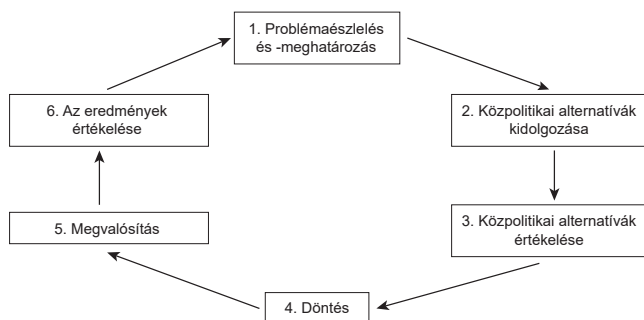 1. Problémaészlelés
és -meghatározás
2. Közpolitikai alternatívák
kidolgozása
3. Közpolitikai alternatívák
értékelése
4. Döntés
5. Megvalósítás
6. Az eredmények
értékelése